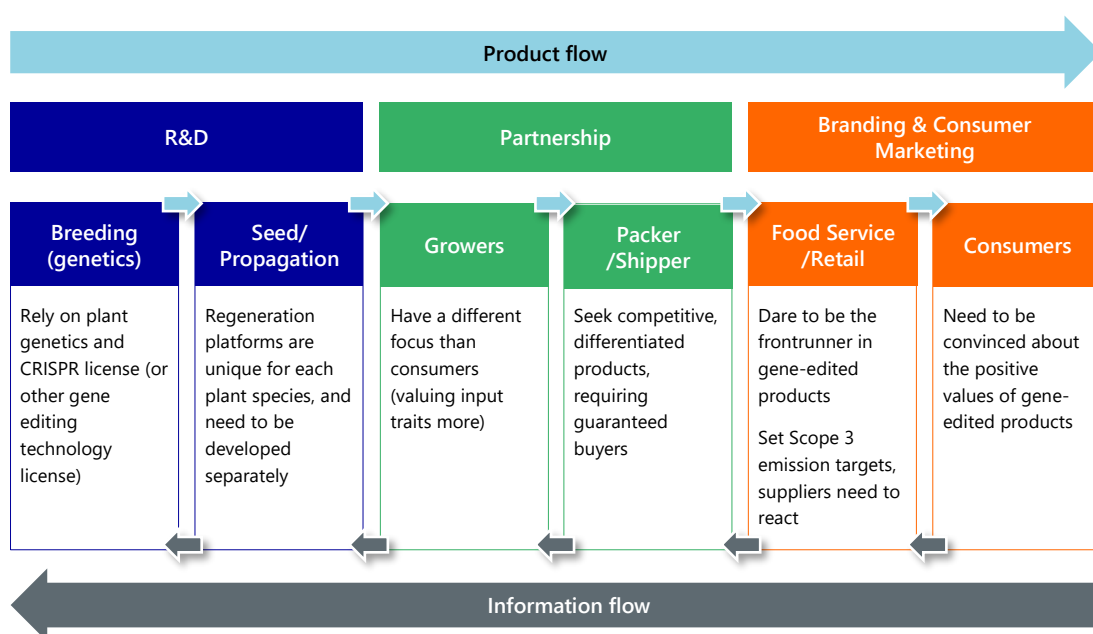 Product flow
R&D
Partnership
Branding & Consumer
Marketing
Breeding
(genetics)
Rely on plant
genetics and
CRISPR license (or
other gene
editing
technology
license)
Seed/
Propagation
Regeneration
platforms are
unique for each
plant species, and
need to be
developed
separately
Growers
Have a different
focus than
consumers
(valuing input
traits more)
Packer
/Shipper
Seek competitive,
differentiated
products,
requiring
guaranteed
buyers
Food Service
/Retail
Dare to be the
frontrunner in
gene-edited
products
Set Scope 3
emission targets,
suppliers need to
react
Consumers
Need to be
convinced about
the positive
values of gene-
edited products
Information flow